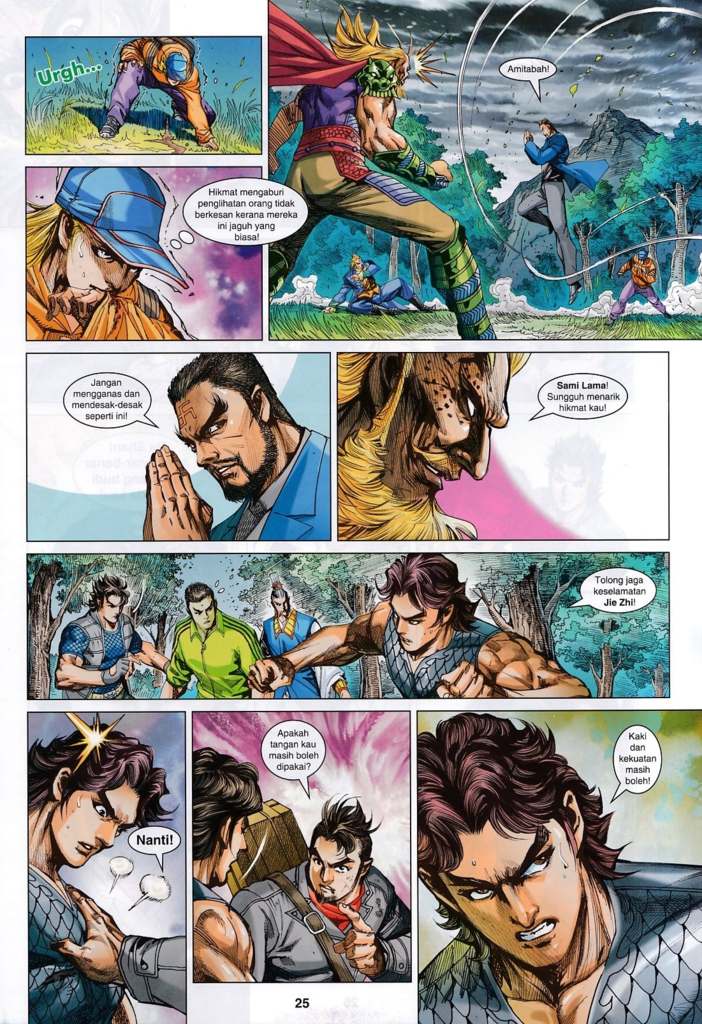 Urgh...
Amitabah!
Hikmat mengaburi
penglihatan orang tidak
berkesan kerana mereka
ini jaguh yang
biasa!
Jangan
mengganas dan
mendesak-desak
seperti ini!
Sami Lama!
Sungguh menarik
hikmat kau!
Tolong jaga
keselamatan
Jie Zhi!
Nanti!
Apakah
tangan kau
masih boleh
dipakai?
Kaki
dan
kekuatan
masih
boleh!
25